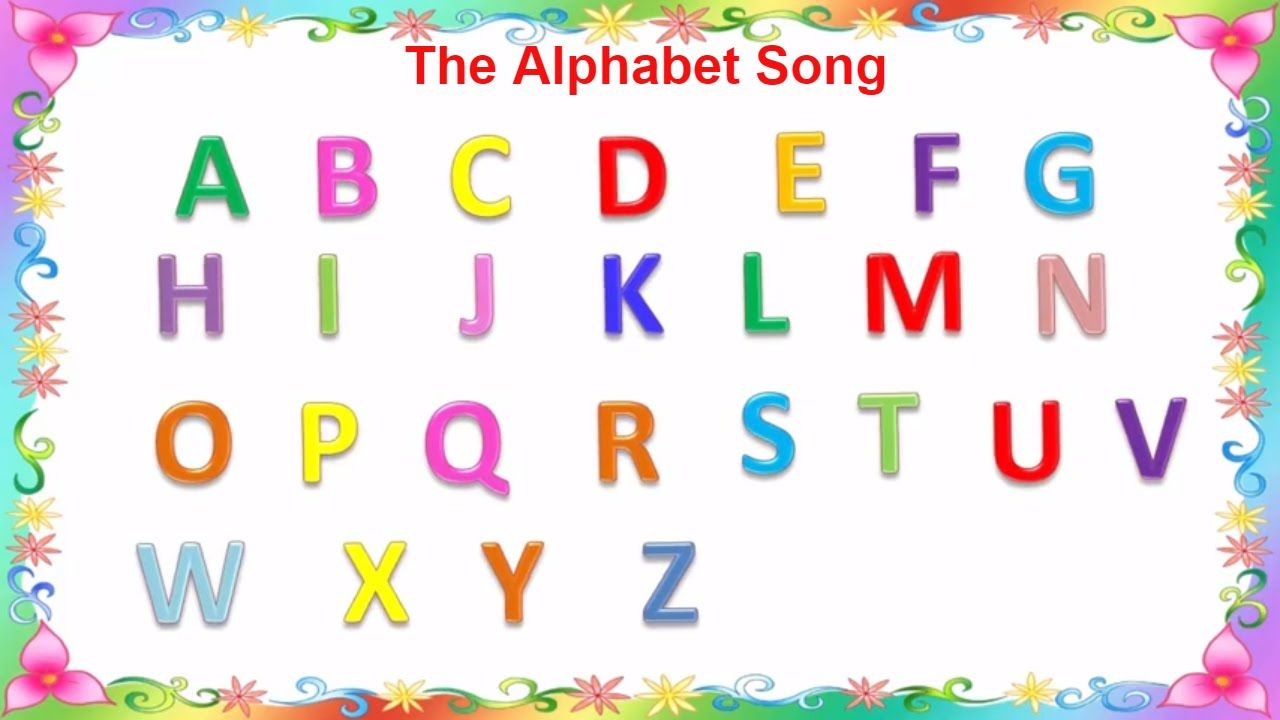 The Alphabet Song
A B C D E F G
H I J K L M N
O P Q R S T U V
W X Y Z